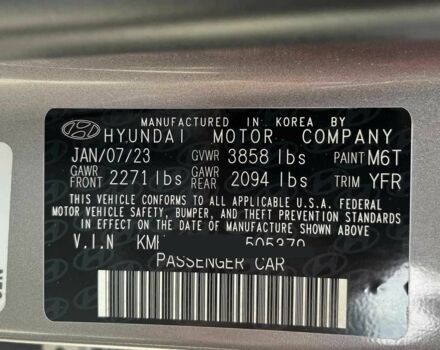 MANUFACTURED IN KOREA BY
HYUNDAI MOTOR COMPANY
JAN/07/23 GVWR 3858 lbs PAINT M6T
GAWR FRONT 2271 lbs GAWR REAR 2094 lbs TRIM YFR
THIS VEHICLE CONFORMS TO ALL APPLICABLE U.S.A. FEDERAL
MOTOR VEHICLE SAFETY, BUMPER, AND THEFT PREVENTION STANDARDS
IN EFFECT ON THE DATE OF MANUFACTURE SHOWN ABOVE.
V.I.N
PASSENGER CAR